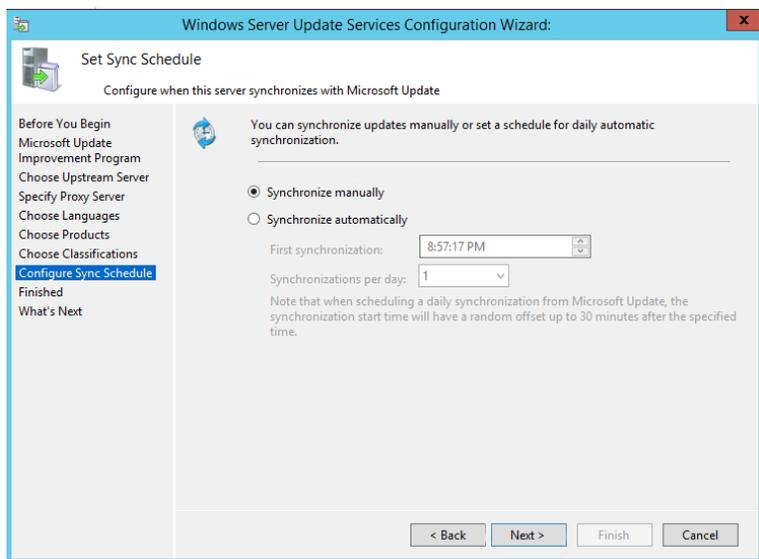 Windows Server Update Services Configuration Wizard:
x
Set Sync Schedule
Configure when this server synchronizes with Microsoft Update
Before You Begin
Microsoft Update
Improvement Program
Choose Upstream Server
Specify Proxy Server
Choose Languages
Choose Products
Choose Classifications
Configure Sync Schedule
Finished
What's Next
You can synchronize updates manually or set a schedule for daily automatic
synchronization.
Synchronize manually
Synchronize automatically
First synchronization: 8:57:17 PM
Synchronizations per day: 1
Note that when scheduling a daily synchronization from Microsoft Update, the
synchronization start time will have a random offset up to 30 minutes after the specified
time.
< Back Next > Finish Cancel